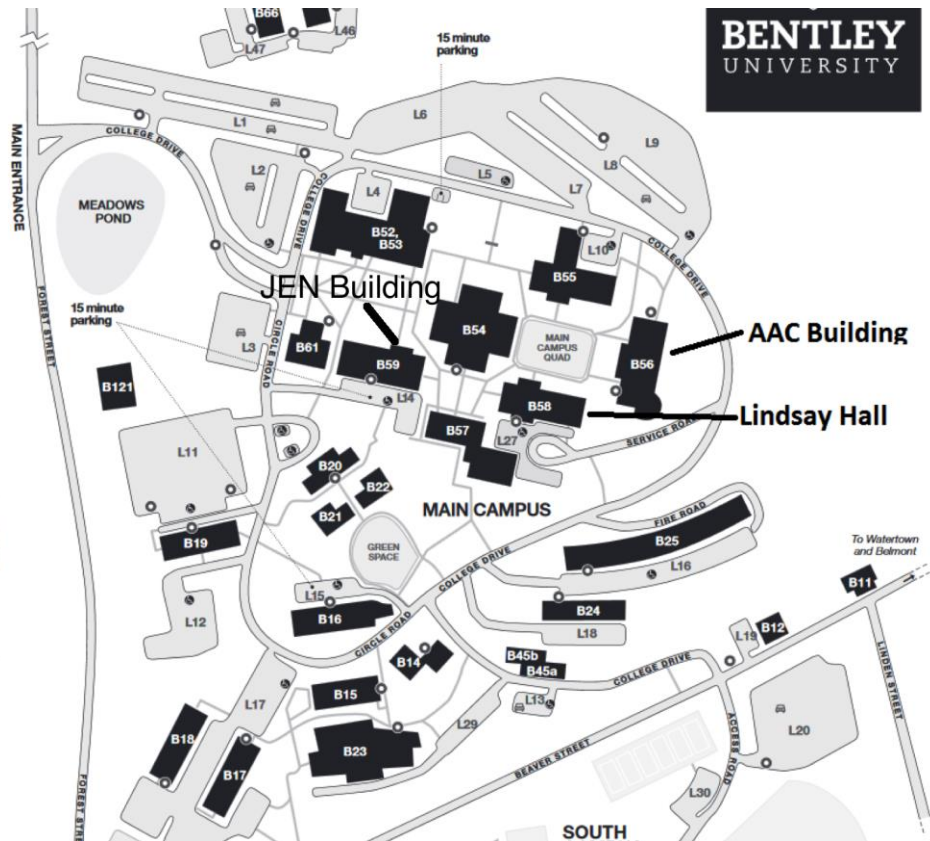 B66
L46
L47
15 minute
parking
BENTLEY
UNIVERSITY
MAIN ENTRANCE
L1
COLLEGE DRIVE
L6
L9
L8
L2
L5
L7
L4
MEADOWS
POND
COLLEGE DRIVE
B52,
B53
L10
COLLEGE DRIVE
B55
JEN Building
15 minute
parking
FOREST STREET
CIRCLE ROAD
L3
B61
B54
MAIN
CAMPUS
QUAD
AAC Building
B59
B56
B121
L14
B58
Lindsay Hall
B57
L27
SERVICE ROAD
L11
B20
B22
B21
MAIN CAMPUS
FIRE ROAD
B19
GREEN
SPACE
COLLEGE DRIVE
B25
To Watertown
and Belmont
L16
B11
L15
L12
B16
B24
L18
L19
B12
CIRCLE ROAD
B14
B45b
B45a
COLLEGE DRIVE
LINDEN STREET
L17
B15
L13
L29
ACCESS ROAD
L20
B18
B23
BEAVER STREET
B17
L30
FOREST STRE
SOUTH